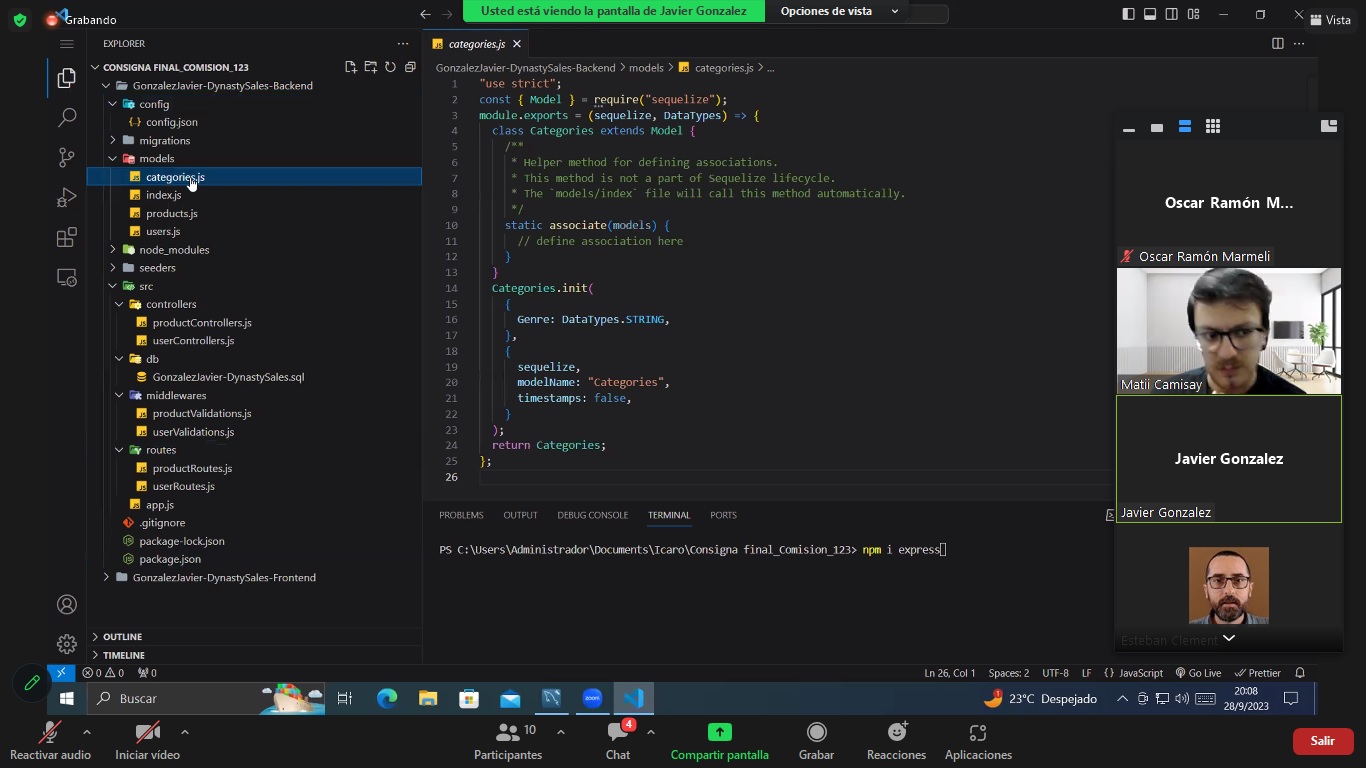 Grabando
Usted está viendo la pantalla de Javier Gonzalez
Opciones de vista
Vista
EXPLORER
categories.js
CONSIGNA FINAL_COMISION_123
GonzalezJavier-DynastySales-Backend
config
config.json
migrations
models
categories.js
index.js
products.js
users.js
node_modules
seeders
src
controllers
productControllers.js
userControllers.js
db
GonzalezJavier-DynastySales.sql
middlewares
productValidations.js
userValidations.js
routes
productRoutes.js
userRoutes.js
app.js
.gitignore
package-lock.json
package.json
GonzalezJavier-DynastySales-Frontend
OUTLINE
TIMELINE
GonzalezJavier-DynastySales-Backend > models > categories.js > ...
1 "use strict";
2 const { Model } = require("sequelize");
3 module.exports = (sequelize, DataTypes) => {
4 class Categories extends Model {
5 /**
6 * Helper method for defining associations.
7 * This method is not a part of Sequelize lifecycle.
8 * The `models/index` file will call this method automatically.
9 */
10 static associate(models) {
11 // define association here
12 }
13 }
14 Categories.init(
15 {
16 Genre: DataTypes.STRING,
17 },
18 {
19 sequelize,
20 modelName: "Categories",
21 timestamps: false,
22 }
23 );
24 return Categories;
25 };
26
PROBLEMS OUTPUT DEBUG CONSOLE TERMINAL PORTS
PS C:\Users\Administrador\Documents\Icaro\Consigna final_Comision_123> npm i express
Oscar Ramón M...
Oscar Ramón Marmeli
Matii Camisay
Javier Gonzalez
Javier Gonzalez
Esteban Clement
0 0 0
Ln 26, Col 1 Spaces: 2 UTF-8 LF {} JavaScript Go Live Prettier
Buscar
zoom
23°C Despejado
20:08
28/9/2023
Reactivar audio
Iniciar vídeo
10
Participantes
4
Chat
Compartir pantalla
Grabar
Reacciones
Aplicaciones
Salir